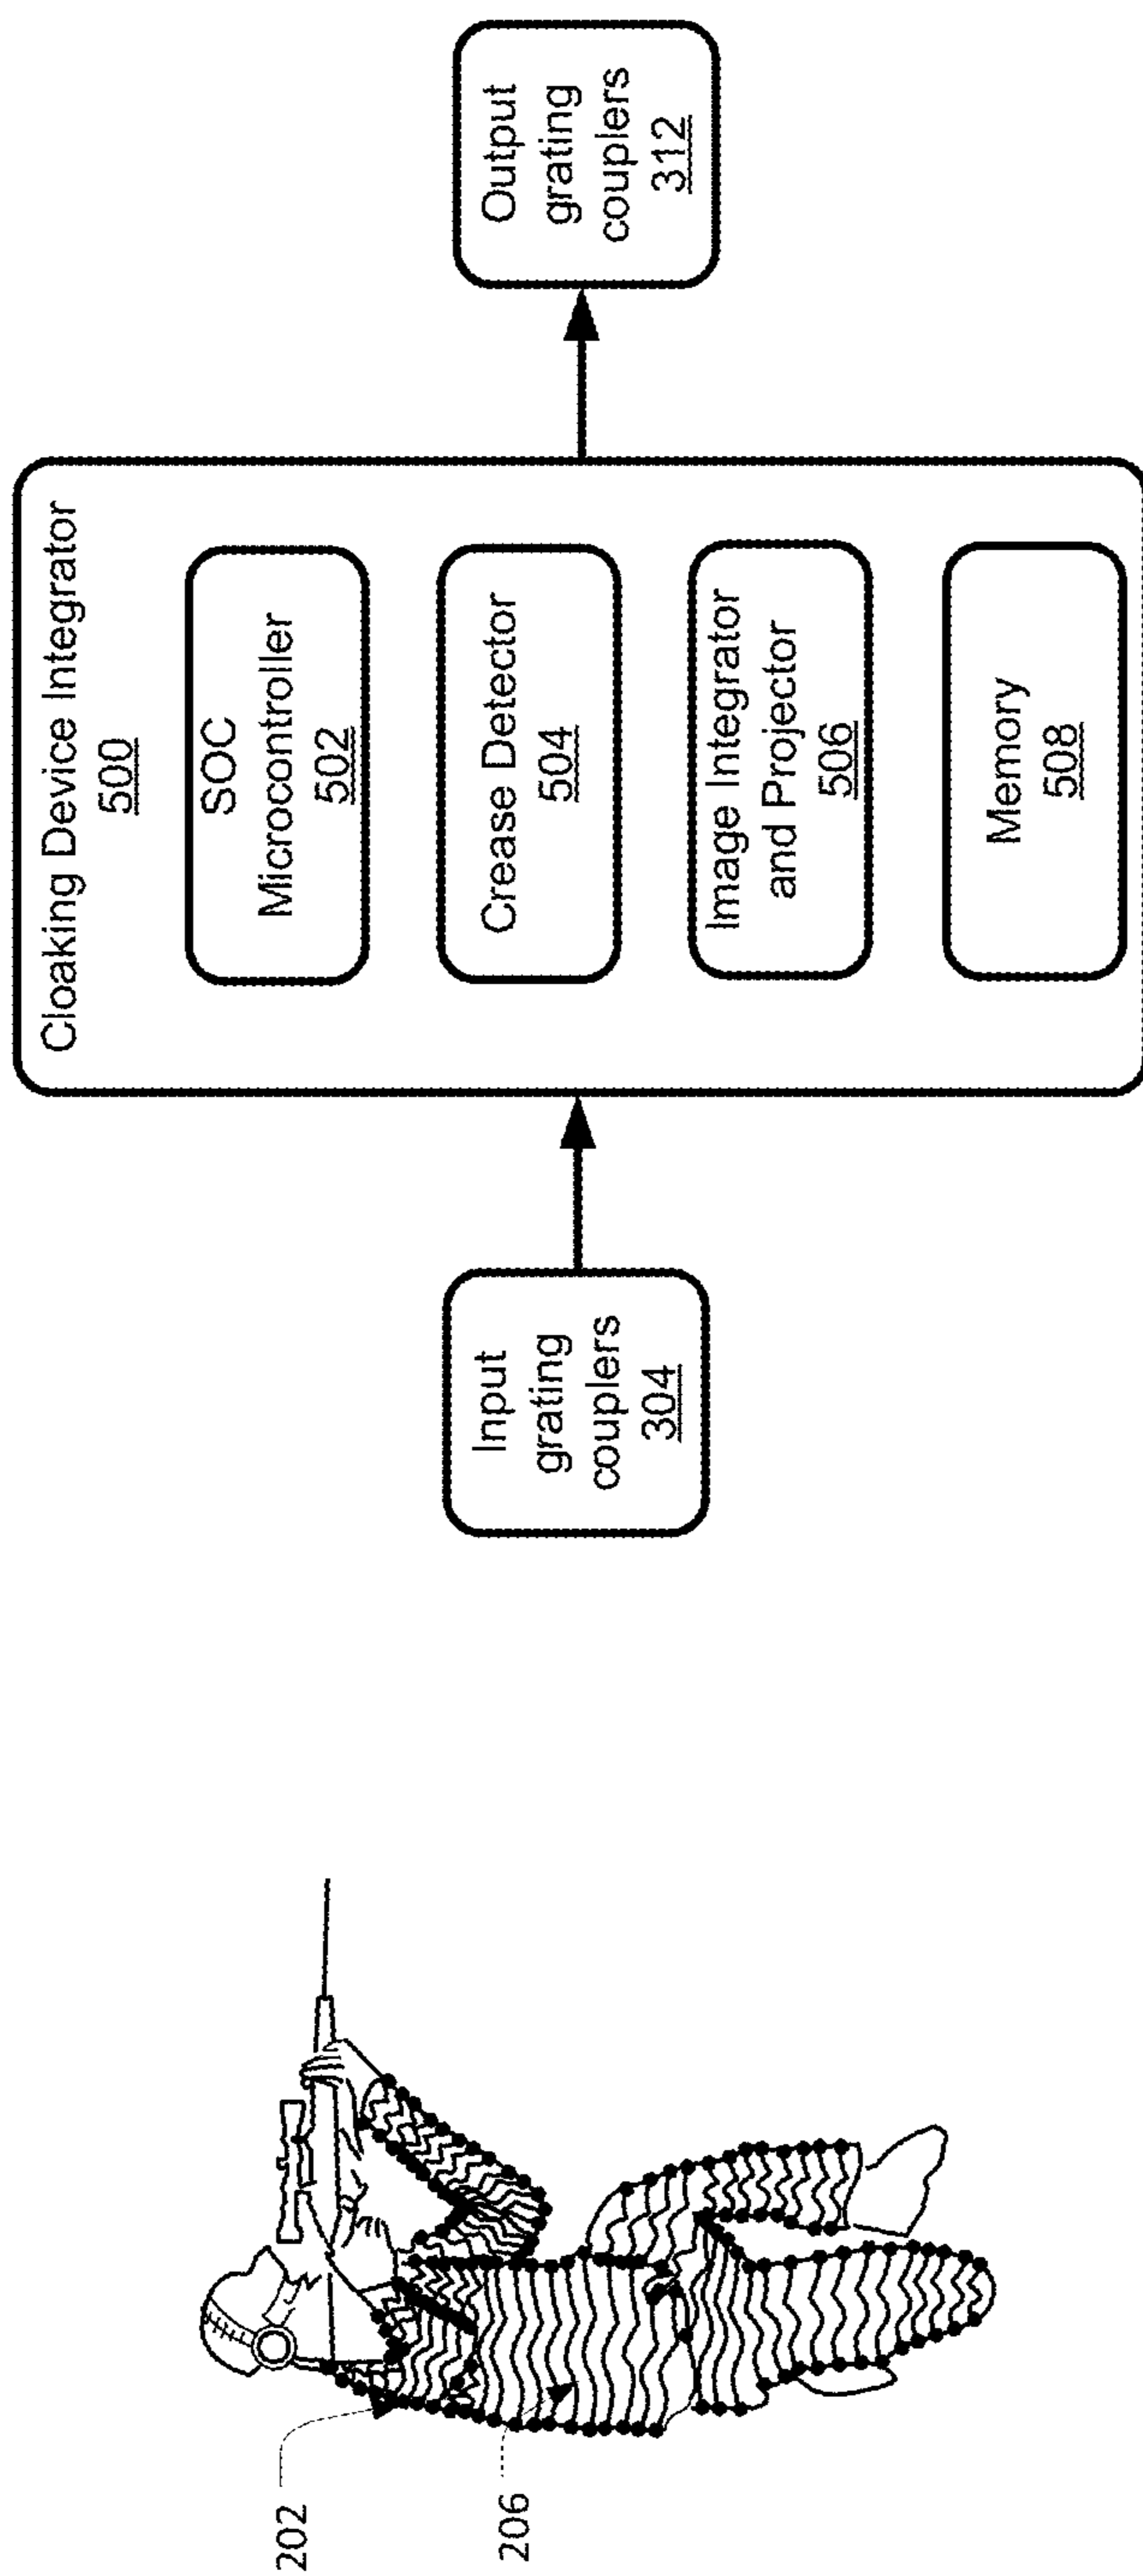 202
206
Input
grating
couplers
304
Cloaking Device Integrator
500
SOC
Microcontroller
502
Crease Detector
504
Image Integrator
and Projector
506
Memory
508
Output
grating
couplers
312